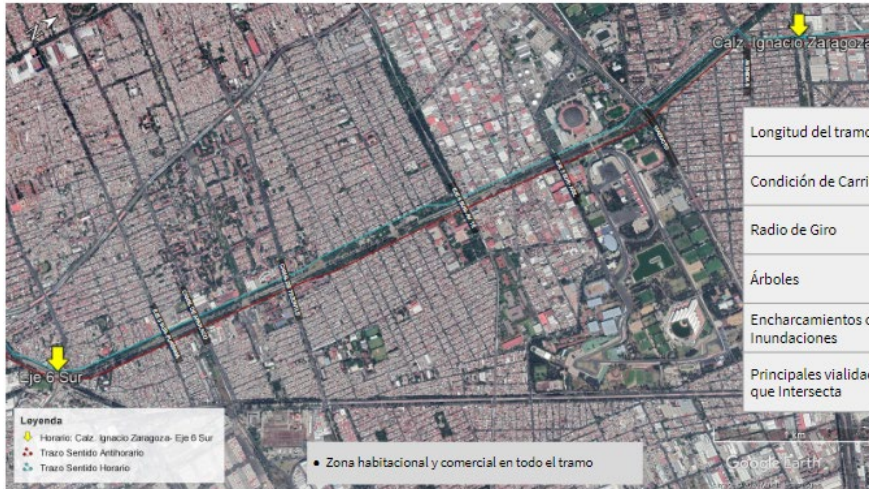 N
Calz. Ignacio Zaragoza
Longitud del tramo
Condición de Carri
Radio de Giro
Árboles
Encharcamientos o
Inundaciones
Principales vialidad
que Intersecta
Eje 6 Sur
Leyenda
Horario: Calz. Ignacio Zaragoza- Eje 6 Sur
Trazo Sentido Antihorario
Trazo Sentido Horario
• Zona habitacional y comercial en todo el tramo
km
Google Earth